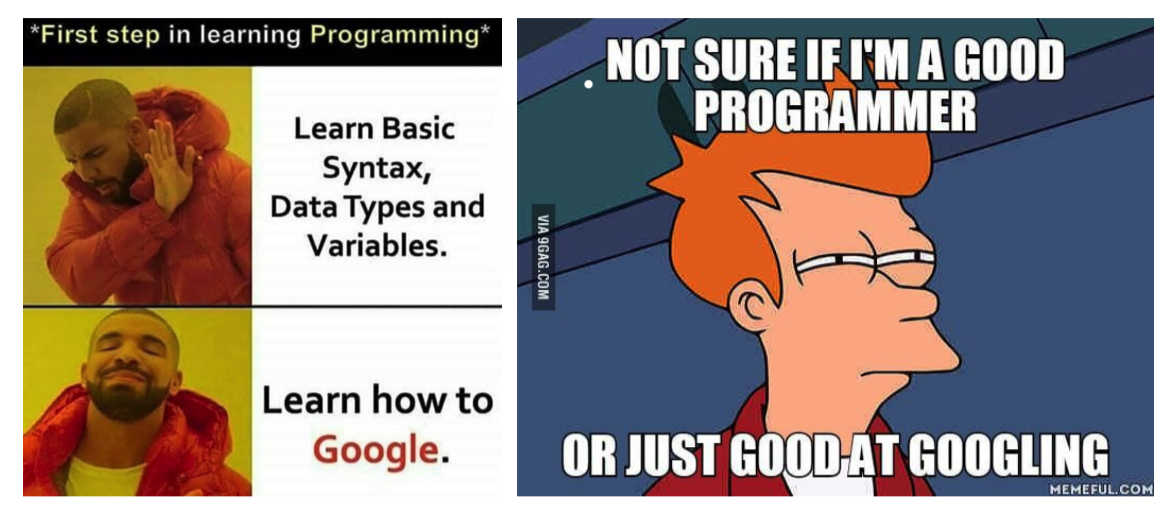 *First step in learning Programming*
Learn Basic
Syntax,
Data Types and
Variables.
Learn how to
Google.
NOT SURE IF I'M A GOOD
PROGRAMMER
VIA 9GAG.COM
OR JUST GOOD AT GOOGLING
MEMEFUL.COM